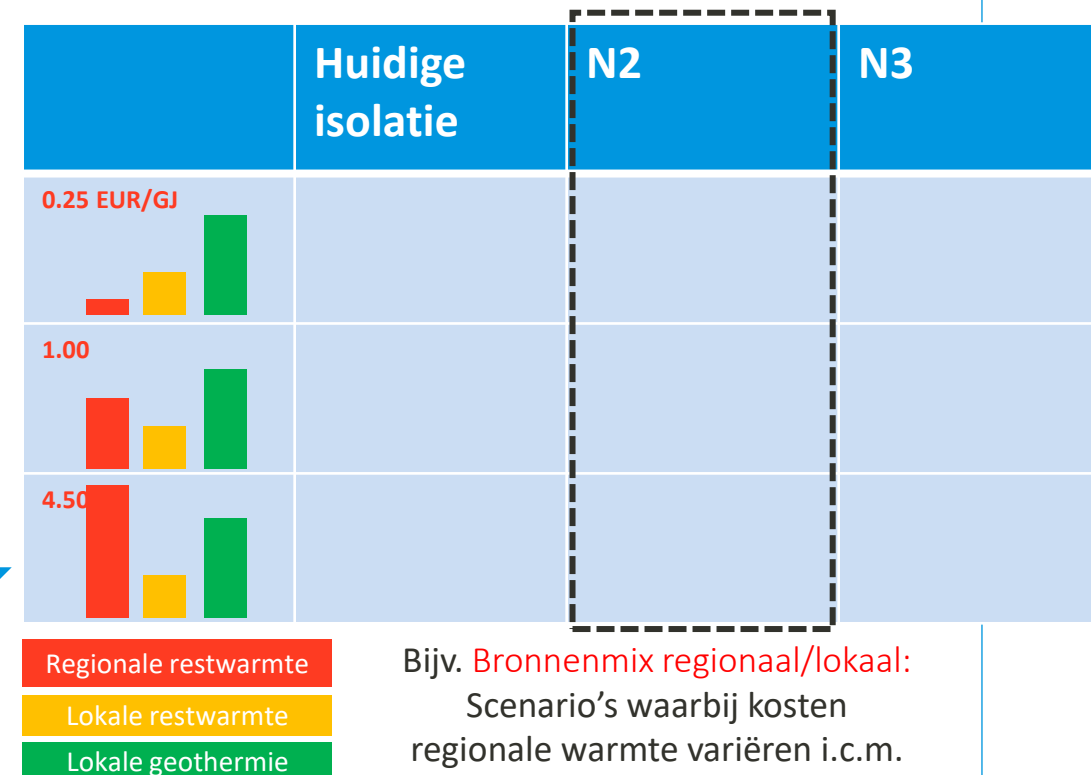 Huidige
isolatie
N2
N3
0.25 EUR/GJ
1.00
4.50
Regionale restwarmte
Lokale restwarmte
Lokale geothermie
Bijv. Bronnenmix regionaal/lokaal:
Scenario's waarbij kosten
regionale warmte variëren i.c.m.